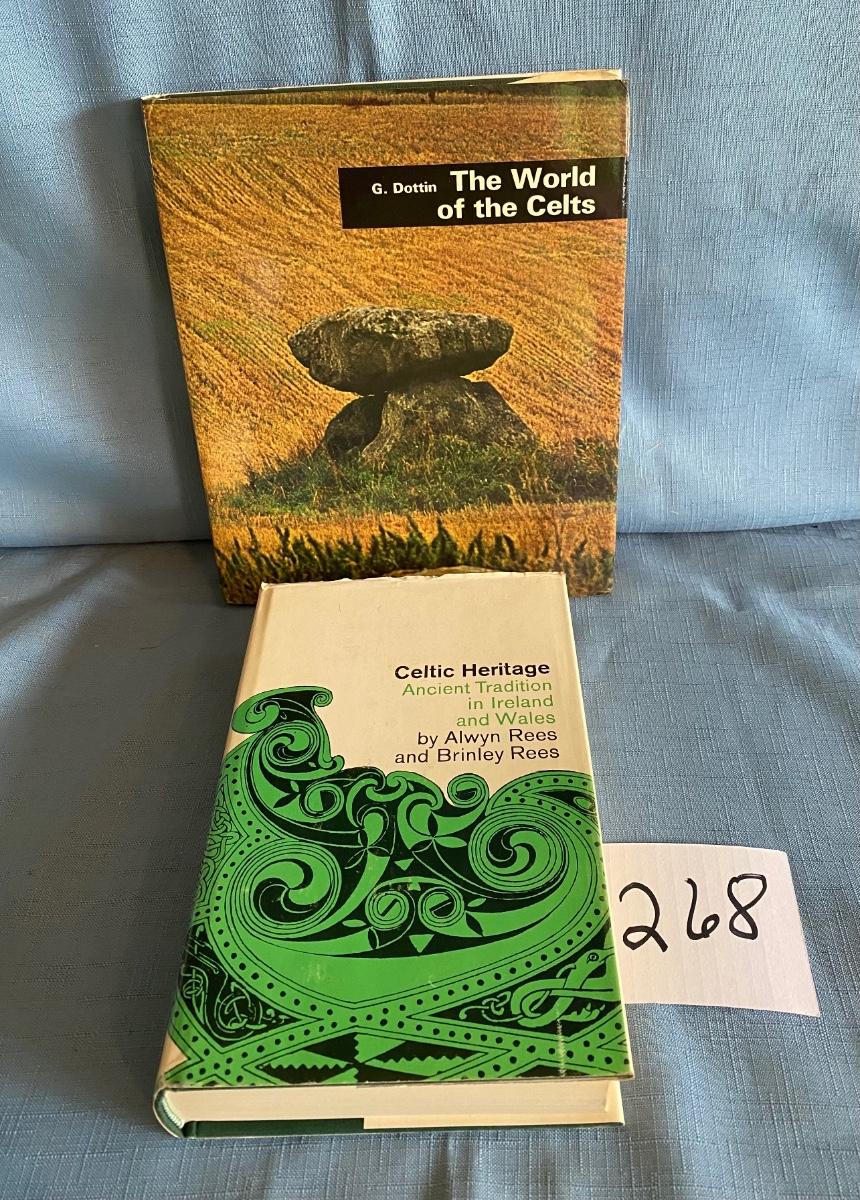 G. Dottin The World
of the Celts
Celtic Heritage
Ancient Tradition
in Ireland
and Wales
by Alwyn Rees
and Brinley Rees
268